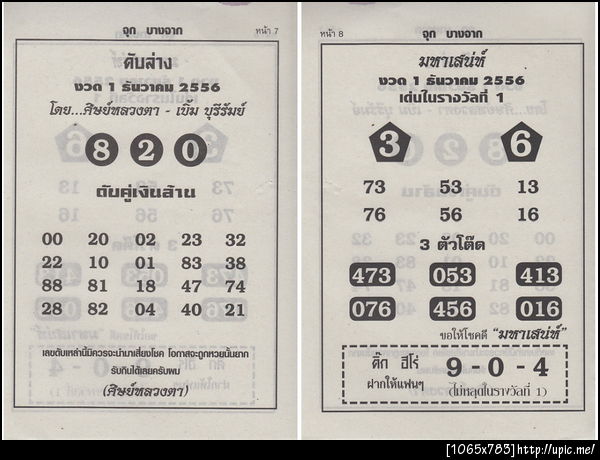 จุก บางจาก
หน้า 7
ดับล่าง
งวด 1 ธันวาคม 2556
โดย...ศิษย์หลวงตา - เบิ้ม บุรีรัมย์
8 2 0
ดับคู่เงินล้าน
00 20 02 23 32
22 10 01 83 38
88 81 18 47 74
28 82 04 40 21
เลขดับเหล่านี้มิควรจะนำมาเสี่ยงโชค โอกาสจะถูกหวยนั้นยาก
รับกินได้เลยครับผม
(ศิษย์หลวงตา)
หน้า 8
จุก บางจาก
มหาเสน่ห์
งวด 1 ธันวาคม 2556
เด่นในรางวัลที่ 1
3 6
73 53 13
76 56 16
3 ตัวโต๊ด
473 053 413
076 456 016
ขอให้โชคดี "มหาเสน่ห์"
ดิ๊ก ฮีโร่
ฝากให้แฟนๆ
9-0-4
(ไม่หลุดในรางวัลที่ 1)
[1065x783]http://upic.me/